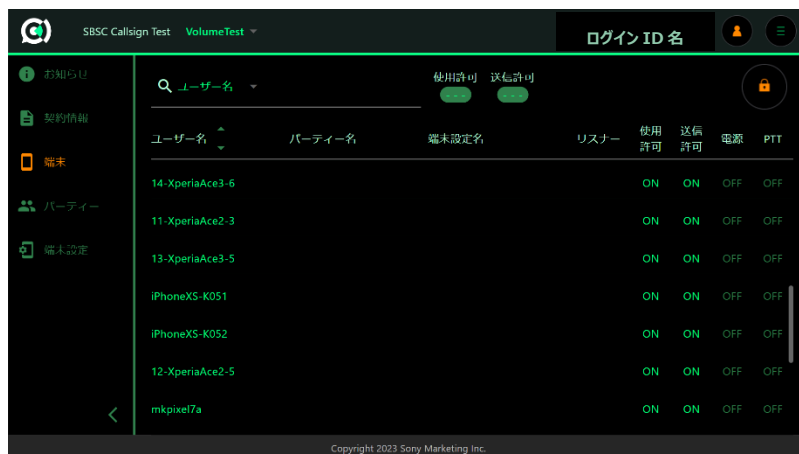 SBSC Callsign Test VolumeTest ログイン ID 名
お知らせ
契約情報
端末
パーティー
端末設定
ユーザー名 使用許可 送信許可
--- ---
ユーザー名 パーティー名 端末設定名 リスナー 使用許可 送信許可 電源 PTT
14-XperiaAce3-6 ON ON OFF OFF
11-XperiaAce2-3 ON ON OFF OFF
13-XperiaAce3-5 ON ON OFF OFF
iPhoneXS-K051 ON ON OFF OFF
iPhoneXS-K052 ON ON OFF OFF
12-XperiaAce2-5 ON ON OFF OFF
mkpixel7a ON ON OFF OFF
Copyright 2023 Sony Marketing Inc.